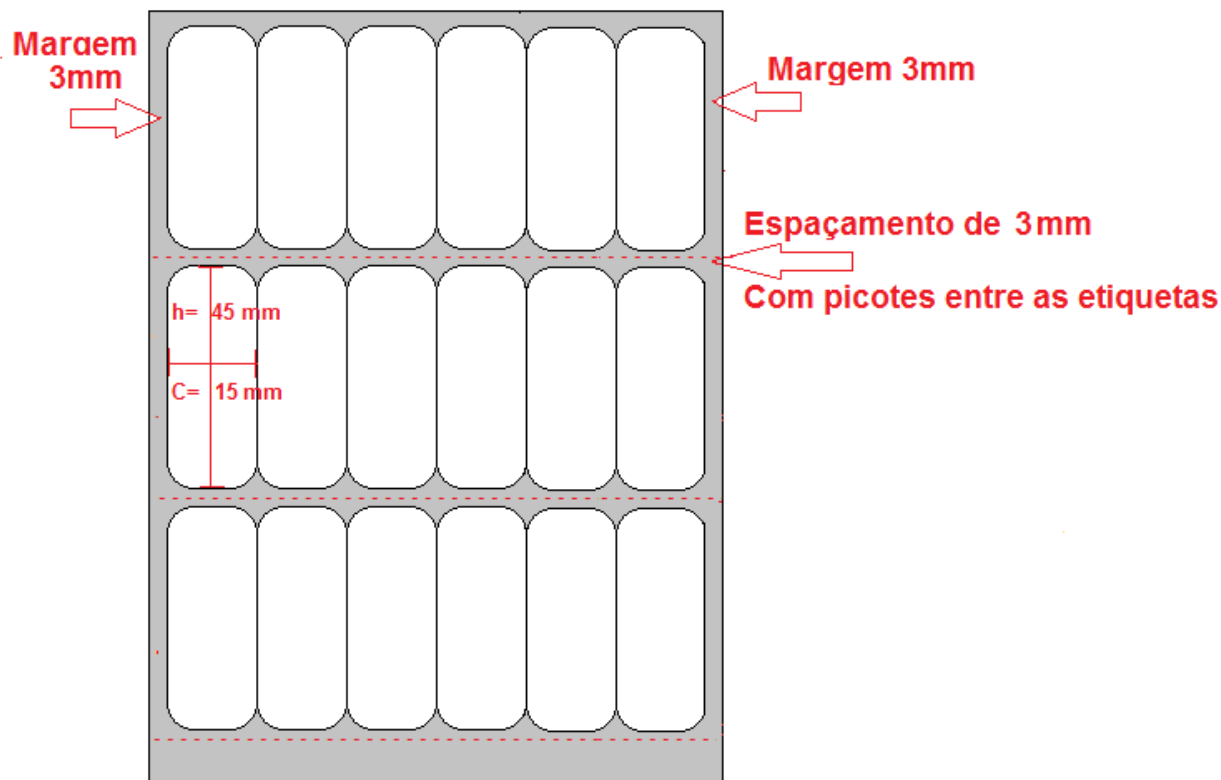 Margem
3mm
Margem 3mm
Espaçamento de 3mm
Com picotes entre as etiquetas
h= 45 mm
C= 15 mm